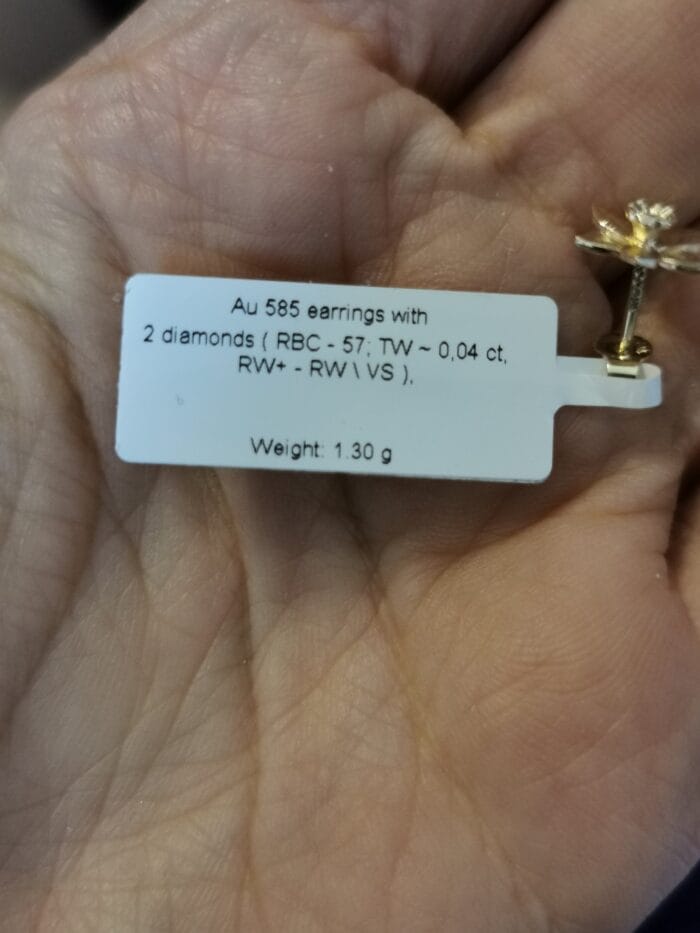 Au 585 earrings with
2 diamonds ( RBC - 57; TW ~ 0,04 ct,
RW+ - RW \ VS ),
Weight: 1.30 g